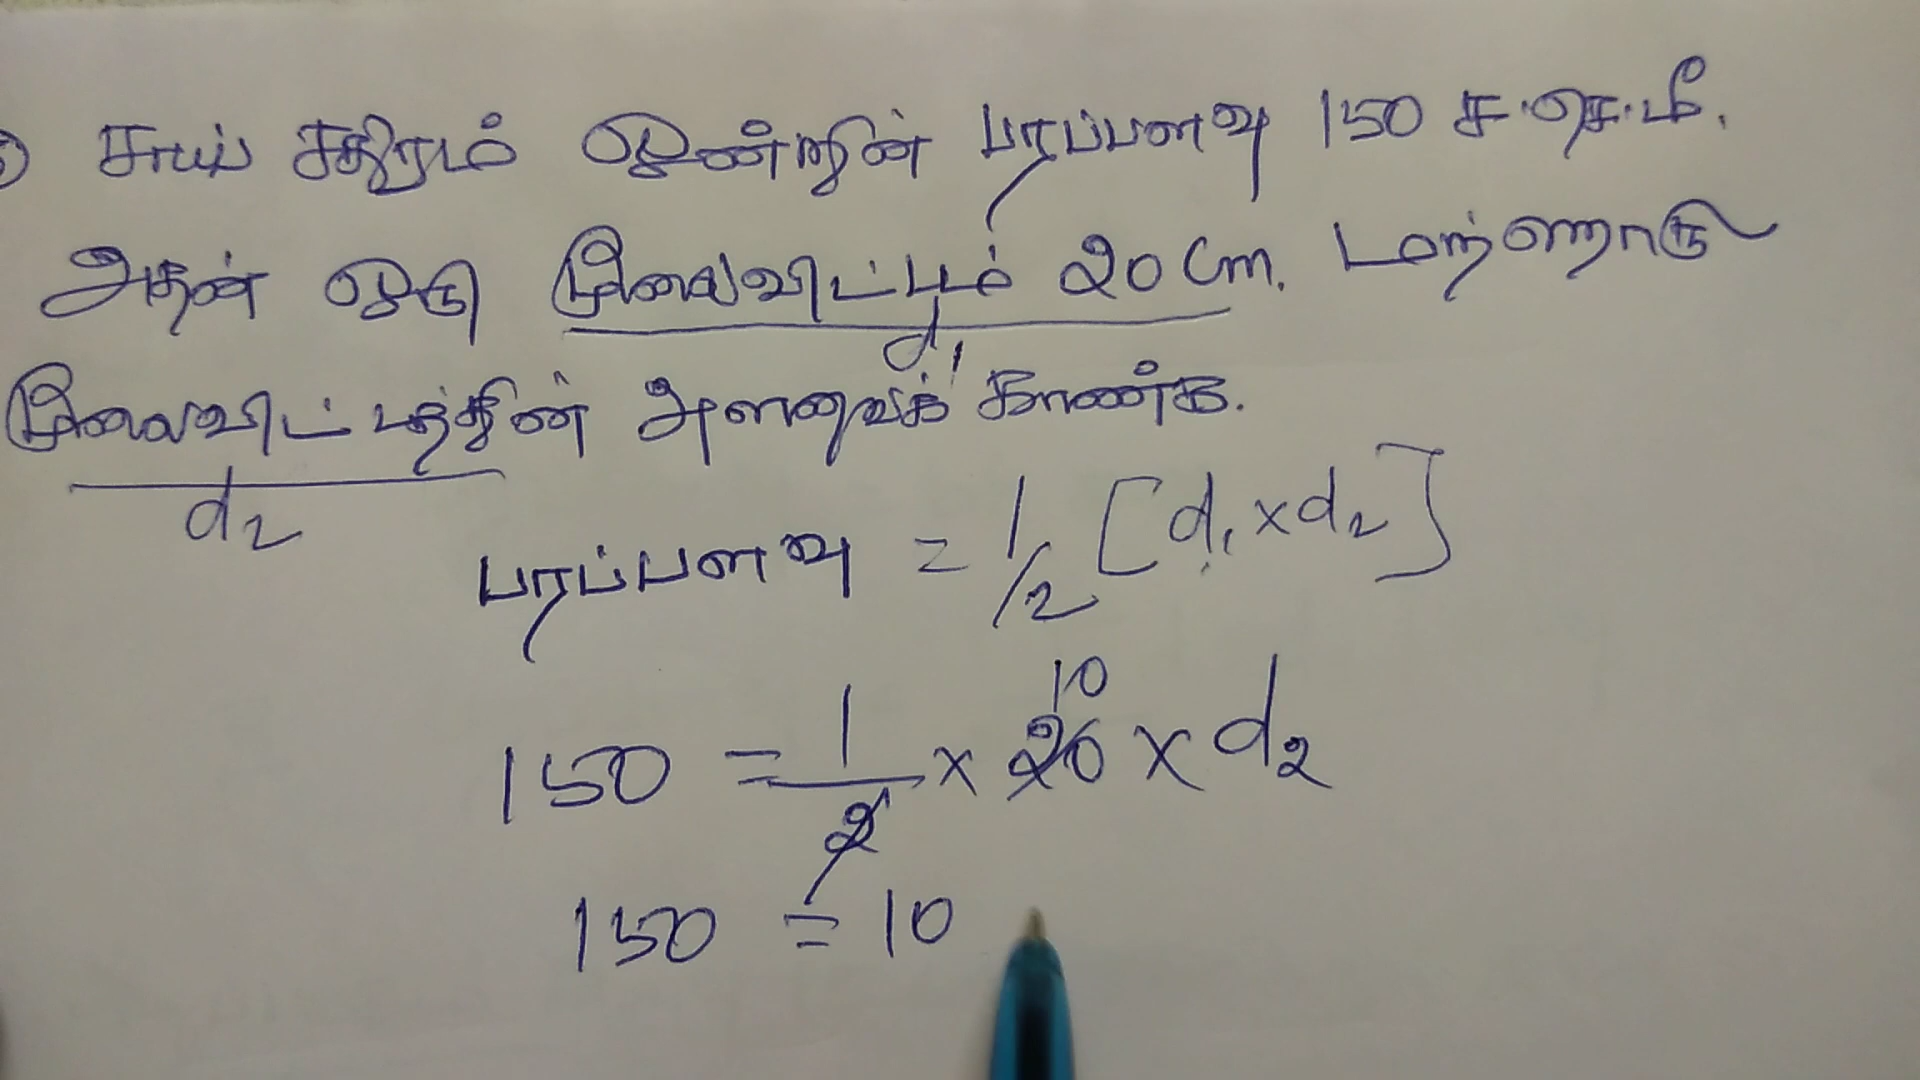 சாய் சதுரம் ஒன்றின் பரப்பளவு 150 ச.செ.மீ.
அதன் ஒரு மூலைவிட்டம் 20 Cm. மற்றொரு
d1
மூலைவிட்டத்தின் அளவைக் காண்க.
d2
பரப்பளவு = 1/2 [d1 x d2]
10
150 = 1/2 x 20 x d2
150 = 10